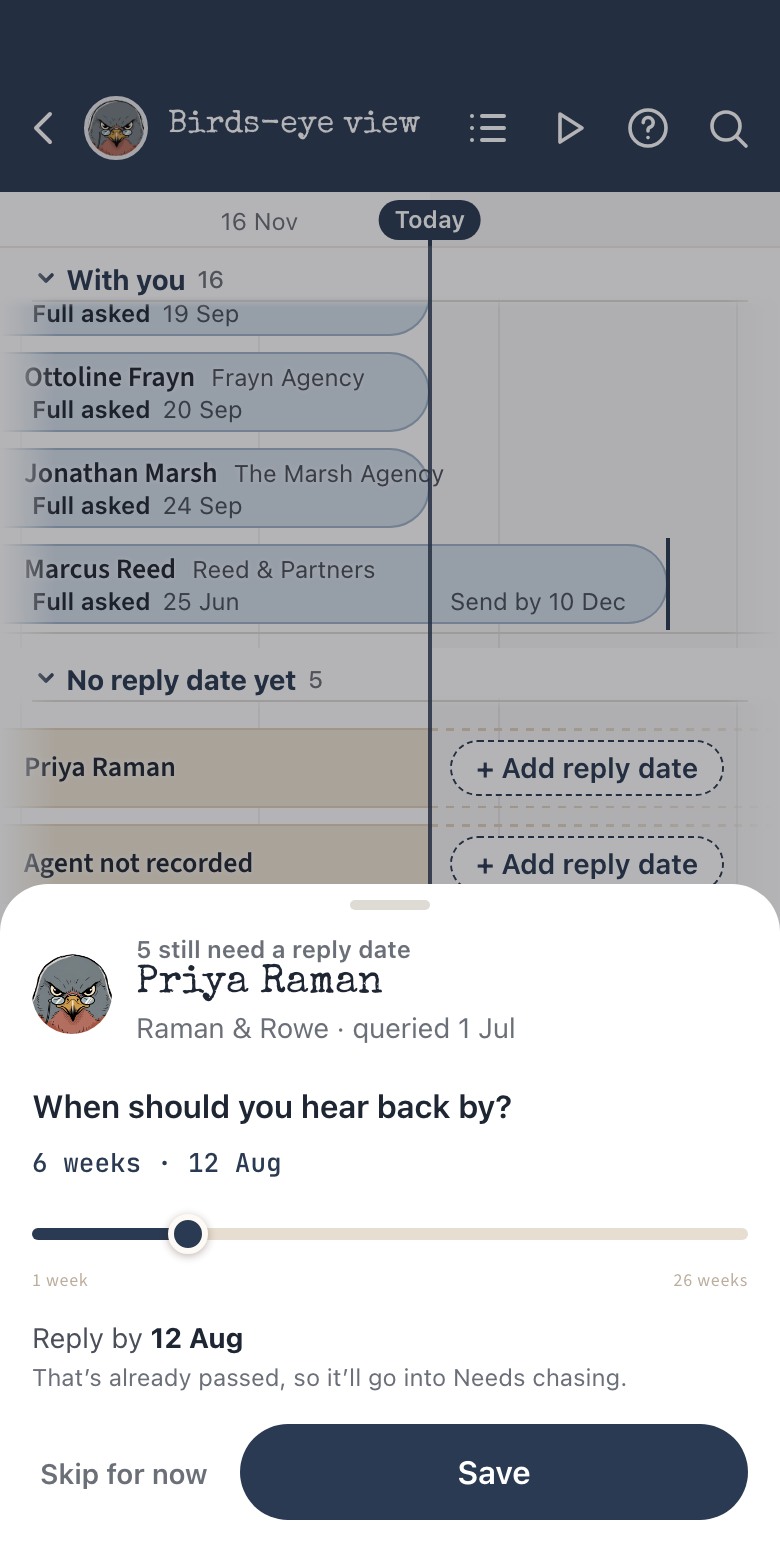 Birds-eye view
16 Nov
Today
With you 16
Full asked 19 Sep
Ottoline Frayn Frayn Agency
Full asked 20 Sep
Jonathan Marsh The Marsh Agency
Full asked 24 Sep
Marcus Reed Reed & Partners
Full asked 25 Jun
Send by 10 Dec
No reply date yet 5
Priya Raman
+ Add reply date
Agent not recorded
+ Add reply date
5 still need a reply date
Priya Raman
Raman & Rowe · queried 1 Jul
When should you hear back by?
6 weeks · 12 Aug
1 week
26 weeks
Reply by 12 Aug
That’s already passed, so it’ll go into Needs chasing.
Skip for now
Save